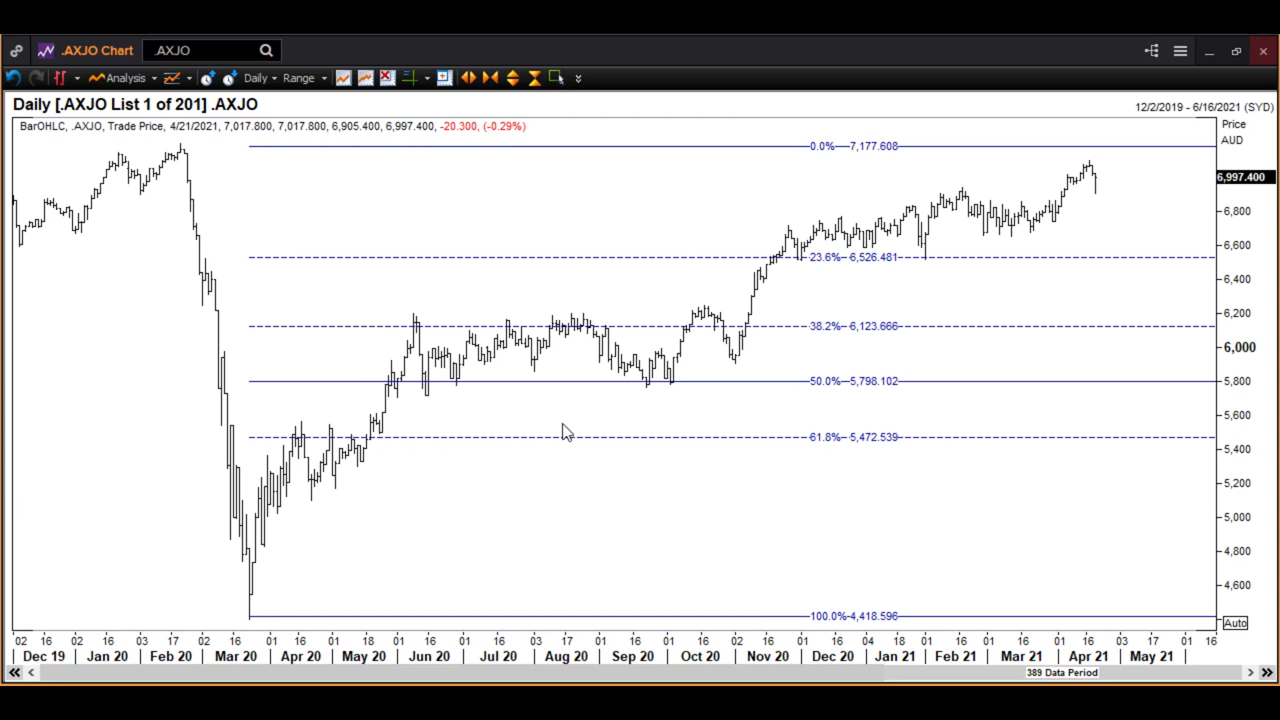 .AXJO Chart .AXJO
Analysis Daily Range
Daily [.AXJO List 1 of 201] .AXJO
12/2/2019 - 6/16/2021 (SYD)
BarOHLC, .AXJO, Trade Price, 4/21/2021, 7,017.800, 7,017.800, 6,905.400, 6,997.400, -20.300, (-0.29%)
Price
AUD
0.0% 7,177.608
6,997.400
6,800
6,600
23.6% 6,526.481
6,400
6,200
38.2% 6,123.666
6,000
50.0% 5,798.102
5,800
5,600
61.8% 5,472.539
5,400
5,200
5,000
4,800
4,600
100.0% 4,418.596
Auto
02 16 02 16 03 17 02 16 01 16 01 18 01 16 01 16 03 17 01 16 01 16 02 16 01 16 04 18 01 16 01 16 01 16 03 17 01 16
Dec 19 Jan 20 Feb 20 Mar 20 Apr 20 May 20 Jun 20 Jul 20 Aug 20 Sep 20 Oct 20 Nov 20 Dec 20 Jan 21 Feb 21 Mar 21 Apr 21 May 21
389 Data Period